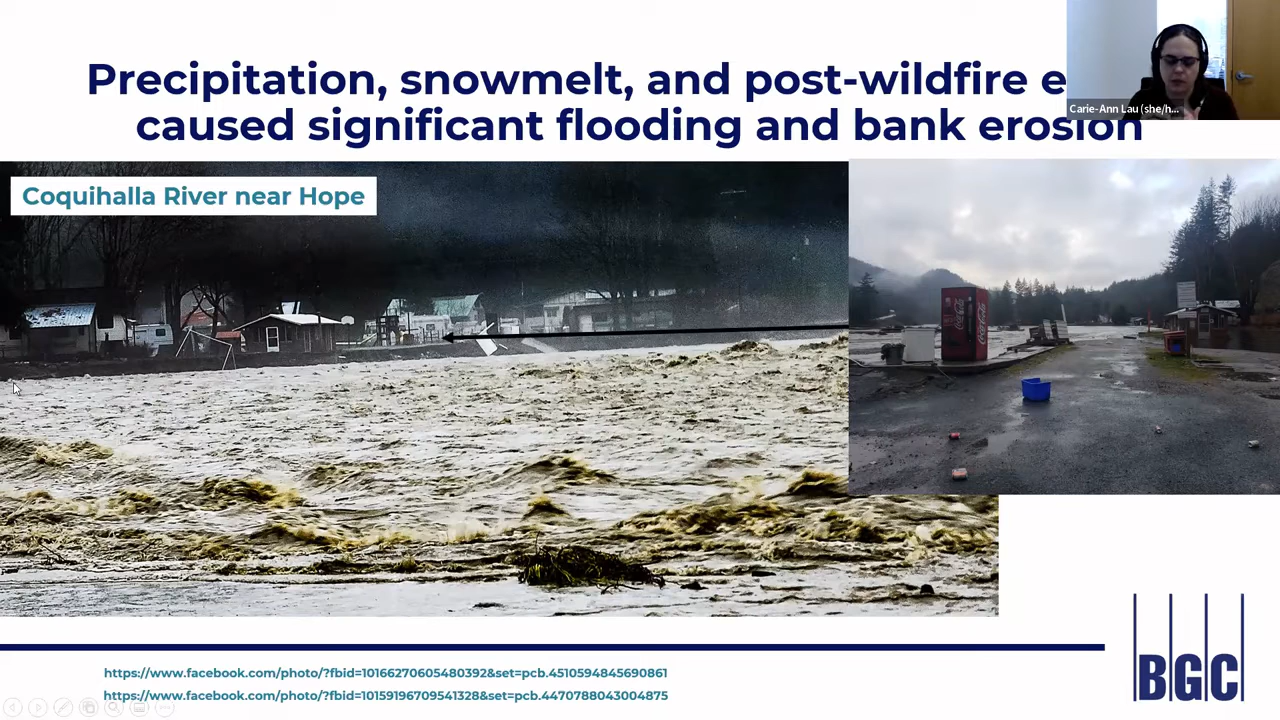 Precipitation, snowmelt, and post-wildfire e
caused significant flooding and bank erosion
Carie-Ann Lau (she/h...
Coquihalla River near Hope
Coca-Cola
https://www.facebook.com/photo/?fbid=10166270605480392&set=pcb.4510594845690861
https://www.facebook.com/photo/?fbid=10159196709541328&set=pcb.4470788043004875
BGC